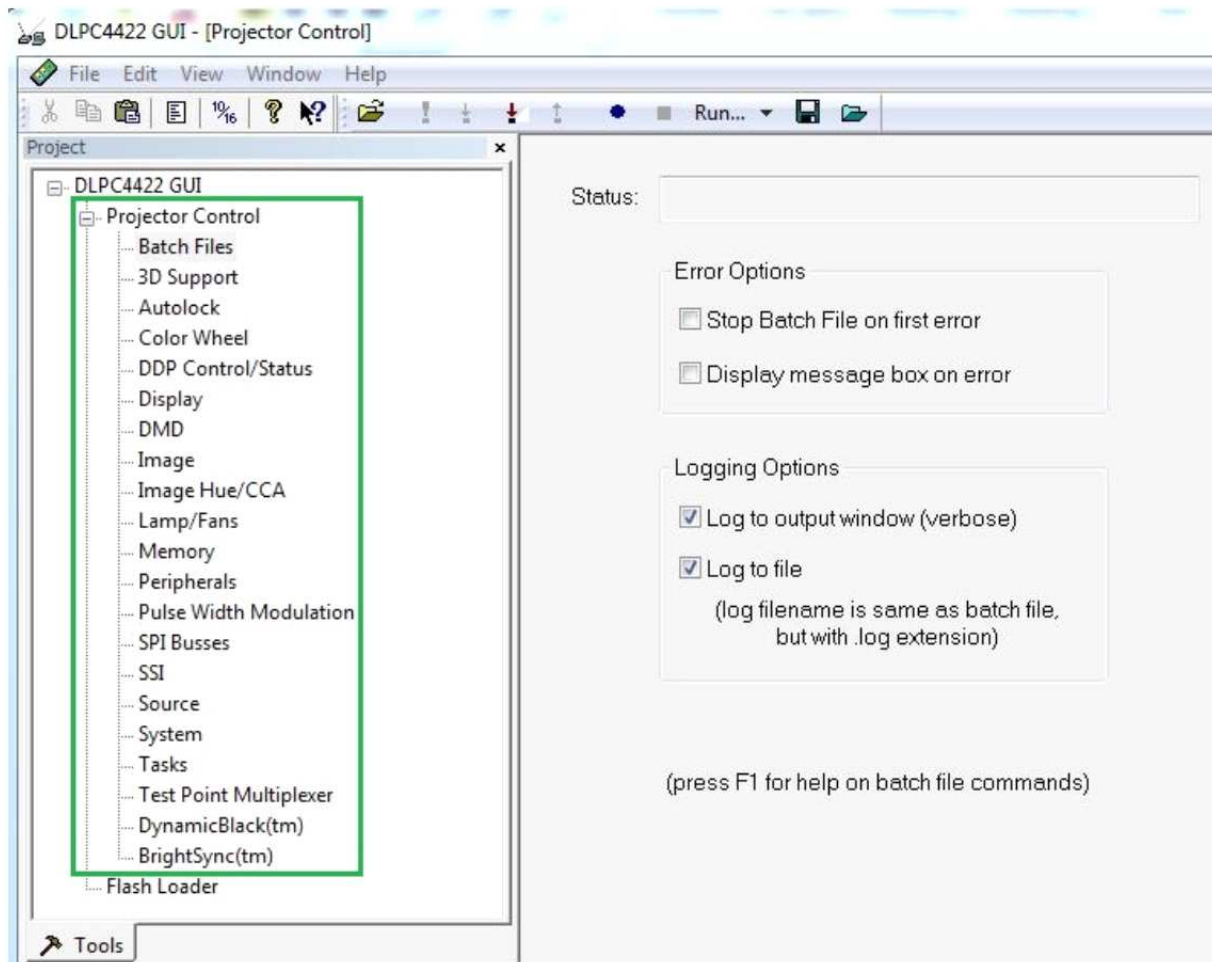 DLPC4422 GUI - [Projector Control]
File Edit View Window Help
10/16 ? ? Run...
Project x
DLPC4422 GUI
Projector Control
Batch Files
3D Support
Autolock
Color Wheel
DDP Control/Status
Display
DMD
Image
Image Hue/CCA
Lamp/Fans
Memory
Peripherals
Pulse Width Modulation
SPI Busses
SSI
Source
System
Tasks
Test Point Multiplexer
DynamicBlack(tm)
BrightSync(tm)
Flash Loader
Tools
Status:
Error Options
Stop Batch File on first error
Display message box on error
Logging Options
Log to output window (verbose)
Log to file
(log filename is same as batch file,
but with .log extension)
(press F1 for help on batch file commands)